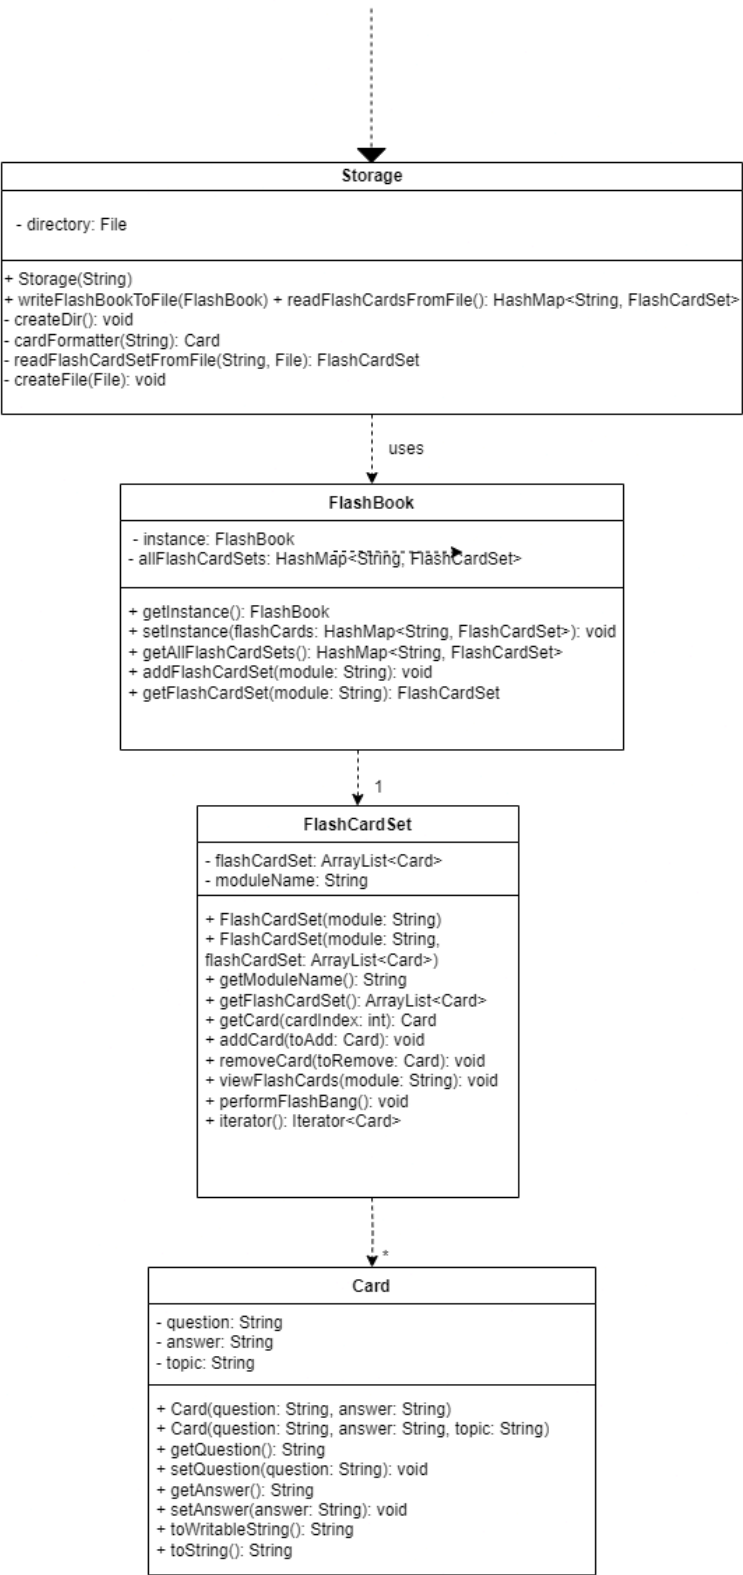 Storage
- directory: File
+ Storage(String)
+ writeFlashBookToFile(FlashBook) + readFlashCardsFromFile(): HashMap<String, FlashCardSet>
- createDir(): void
- cardFormatter(String): Card
- readFlashCardSetFromFile(String, File): FlashCardSet
- createFile(File): void
uses
FlashBook
- instance: FlashBook
- allFlashCardSets: HashMap<String, FlashCardSet>
+ getInstance(): FlashBook
+ setInstance(flashCards: HashMap<String, FlashCardSet>): void
+ getAllFlashCardSets(): HashMap<String, FlashCardSet>
+ addFlashCardSet(module: String): void
+ getFlashCardSet(module: String): FlashCardSet
1
FlashCardSet
- flashCardSet: ArrayList<Card>
- moduleName: String
+ FlashCardSet(module: String)
+ FlashCardSet(module: String,
flashCardSet: ArrayList<Card>)
+ getModuleName(): String
+ getFlashCardSet(): ArrayList<Card>
+ getCard(cardIndex: int): Card
+ addCard(toAdd: Card): void
+ removeCard(toRemove: Card): void
+ viewFlashCards(module: String): void
+ performFlashBang(): void
+ iterator(): Iterator<Card>
*
Card
- question: String
- answer: String
- topic: String
+ Card(question: String, answer: String)
+ Card(question: String, answer: String, topic: String)
+ getQuestion(): String
+ setQuestion(question: String): void
+ getAnswer(): String
+ setAnswer(answer: String): void
+ toWritableString(): String
+ toString(): String